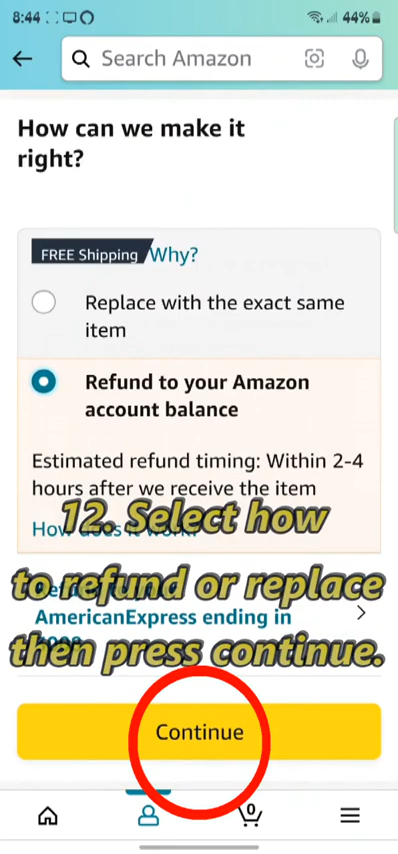 8:44
44%
Search Amazon
How can we make it
right?
FREE Shipping Why?
Replace with the exact same
item
Refund to your Amazon
account balance
Estimated refund timing: Within 2-4
hours after we receive the item
12. Select how
to refund or replace
AmericanExpress ending in
then press continue.
Continue
0